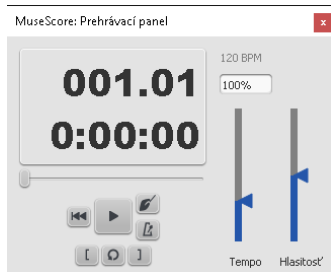 MuseScore: Prehrávací panel
x
001.01
0:00:00
120 BPM
100%
[ ]
Tempo Hlasitosť